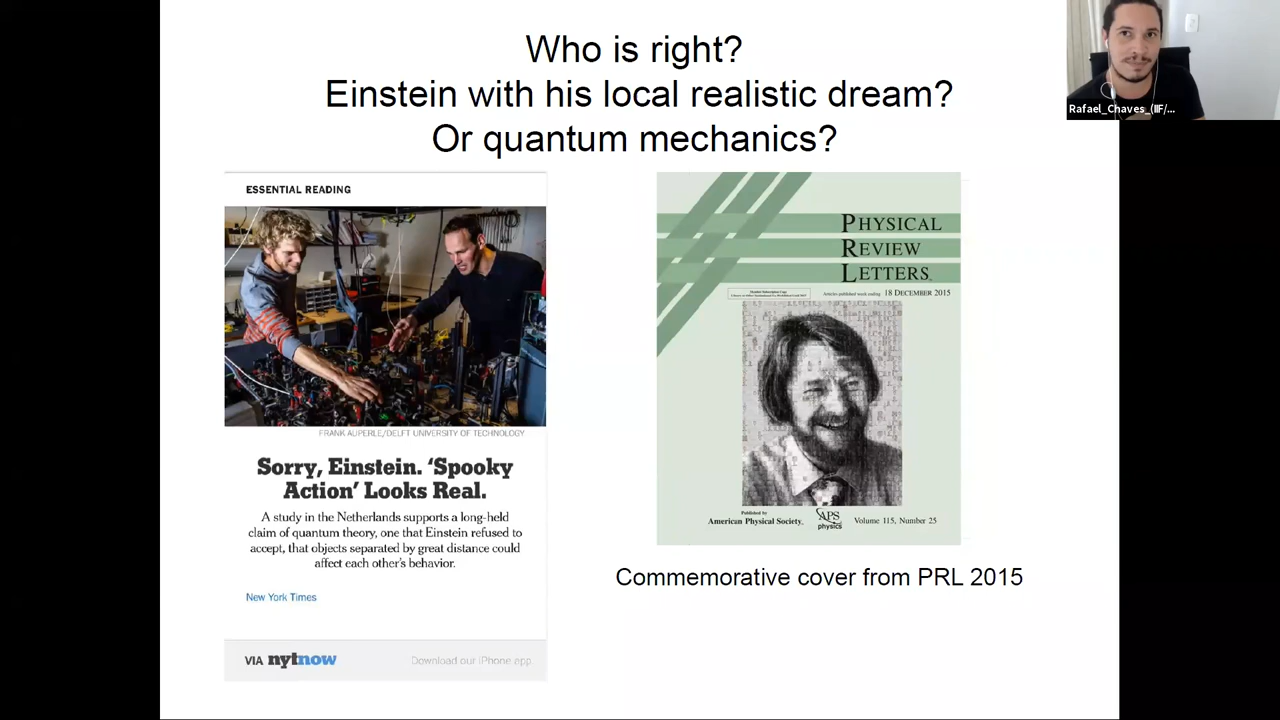 Who is right?
Einstein with his local realistic dream?
Or quantum mechanics?
Rafael_Chaves_(IIF/...
ESSENTIAL READING
FRANK AUPERLE/DELFT UNIVERSITY OF TECHNOLOGY
Sorry, Einstein. ‘Spooky
Action’ Looks Real.
A study in the Netherlands supports a long-held
claim of quantum theory, one that Einstein refused to
accept, that objects separated by great distance could
affect each other's behavior.
New York Times
VIA nytnow
Download our iPhone app
PHYSICAL
REVIEW
LETTERS
Articles published week ending 18 DECEMBER 2015
Published by
American Physical Society
APS
physics
Volume 115, Number 25
Commemorative cover from PRL 2015